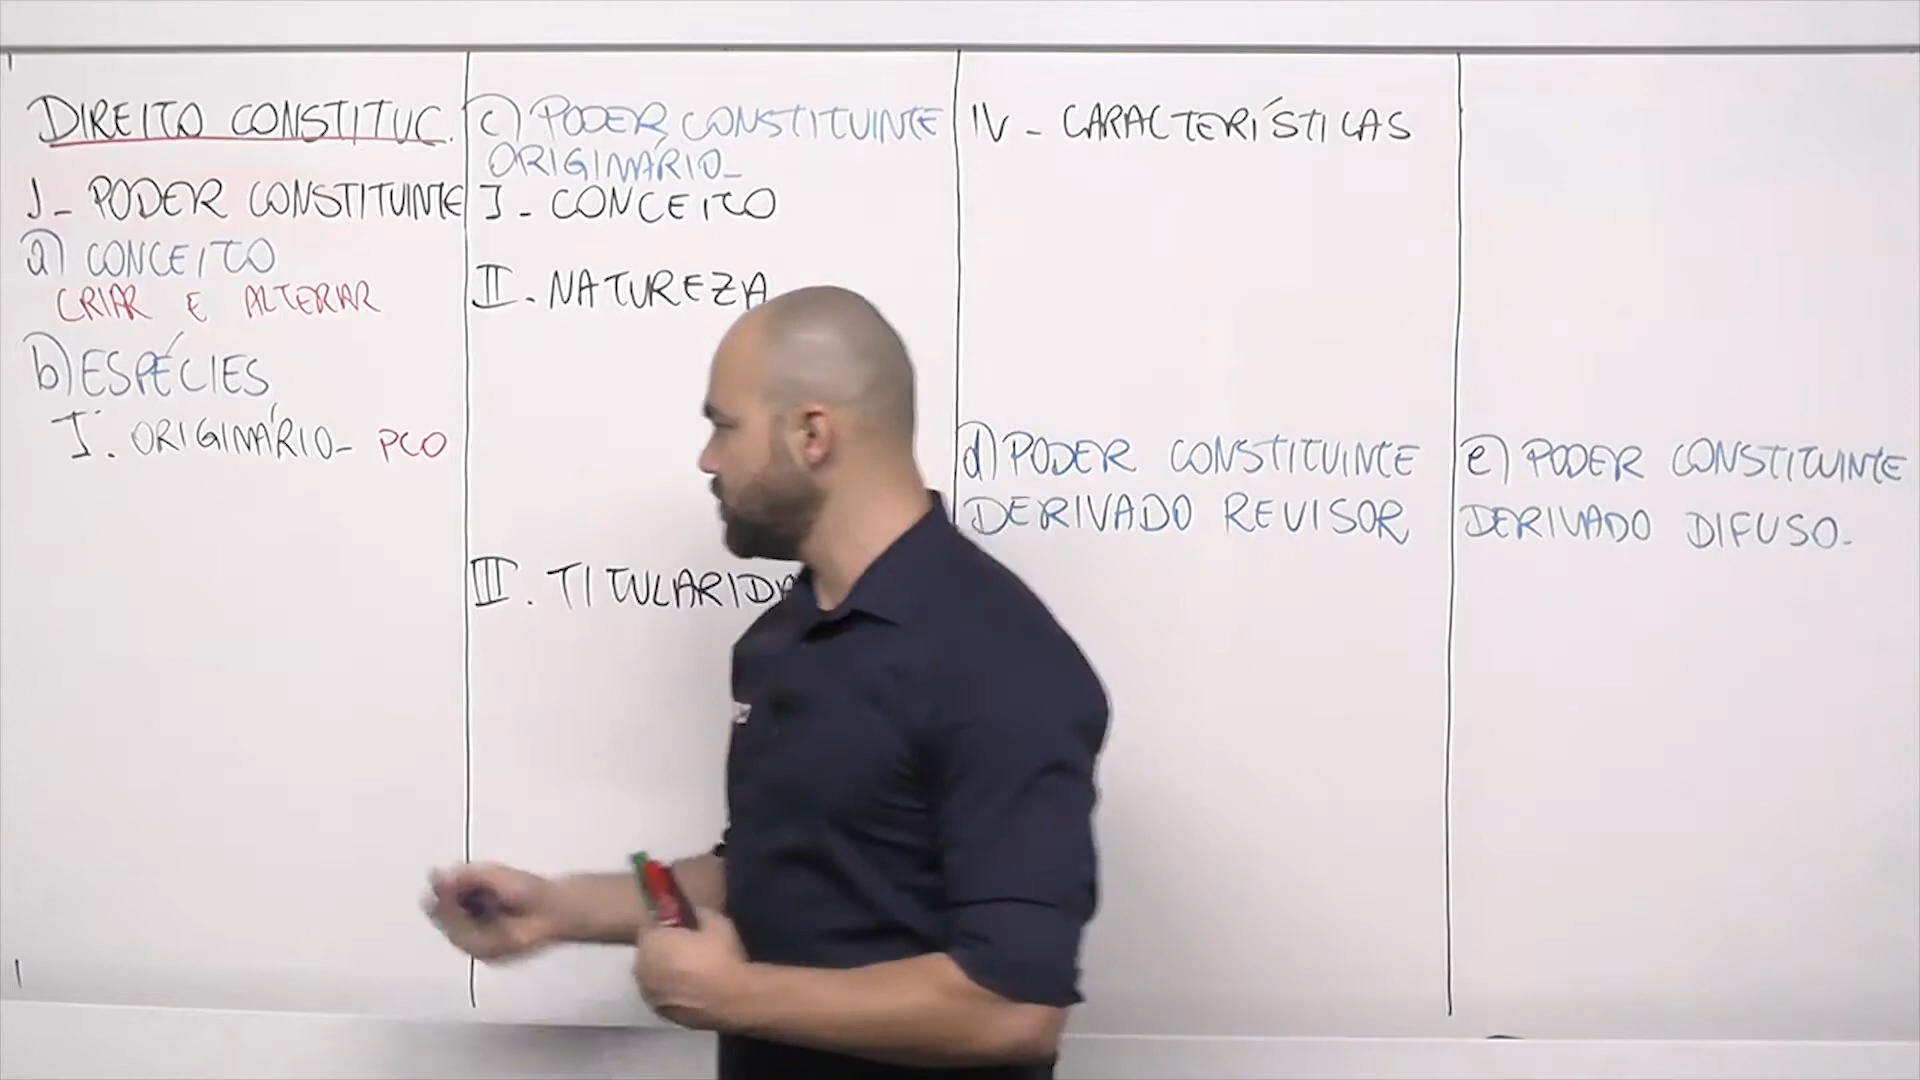 DIREITO CONSTITUC.
I - PODER CONSTITUINTE
a) CONCEITO
CRIAR E ALTERAR
b) ESPÉCIES
I. ORIGINÁRIO - PCO
c) PODER CONSTITUINTE
ORIGINÁRIO -
I - CONCEITO
II. NATUREZA
III. TITULARIDA
IV - CARACTERÍSTICAS
d) PODER CONSTITUINTE
DERIVADO REVISOR
e) PODER CONSTITUINTE
DERIVADO DIFUSO -